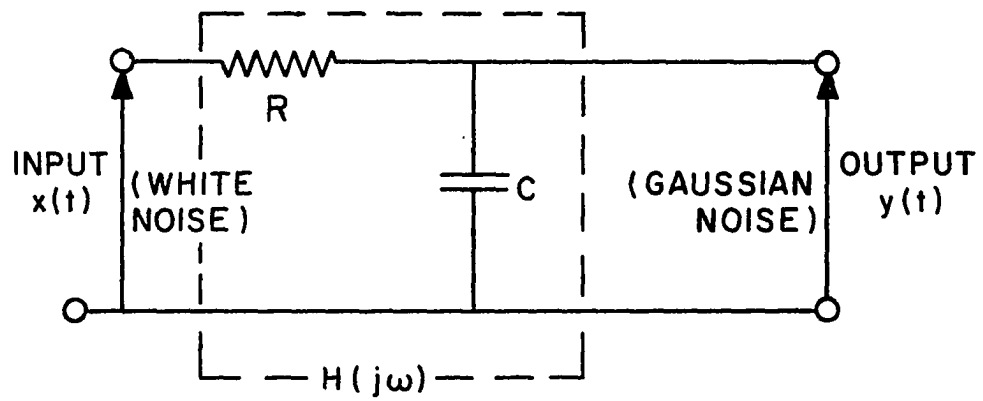 R
INPUT
x(t)
(WHITE
NOISE)
C
(GAUSSIAN
NOISE)
OUTPUT
y(t)
H(jω)